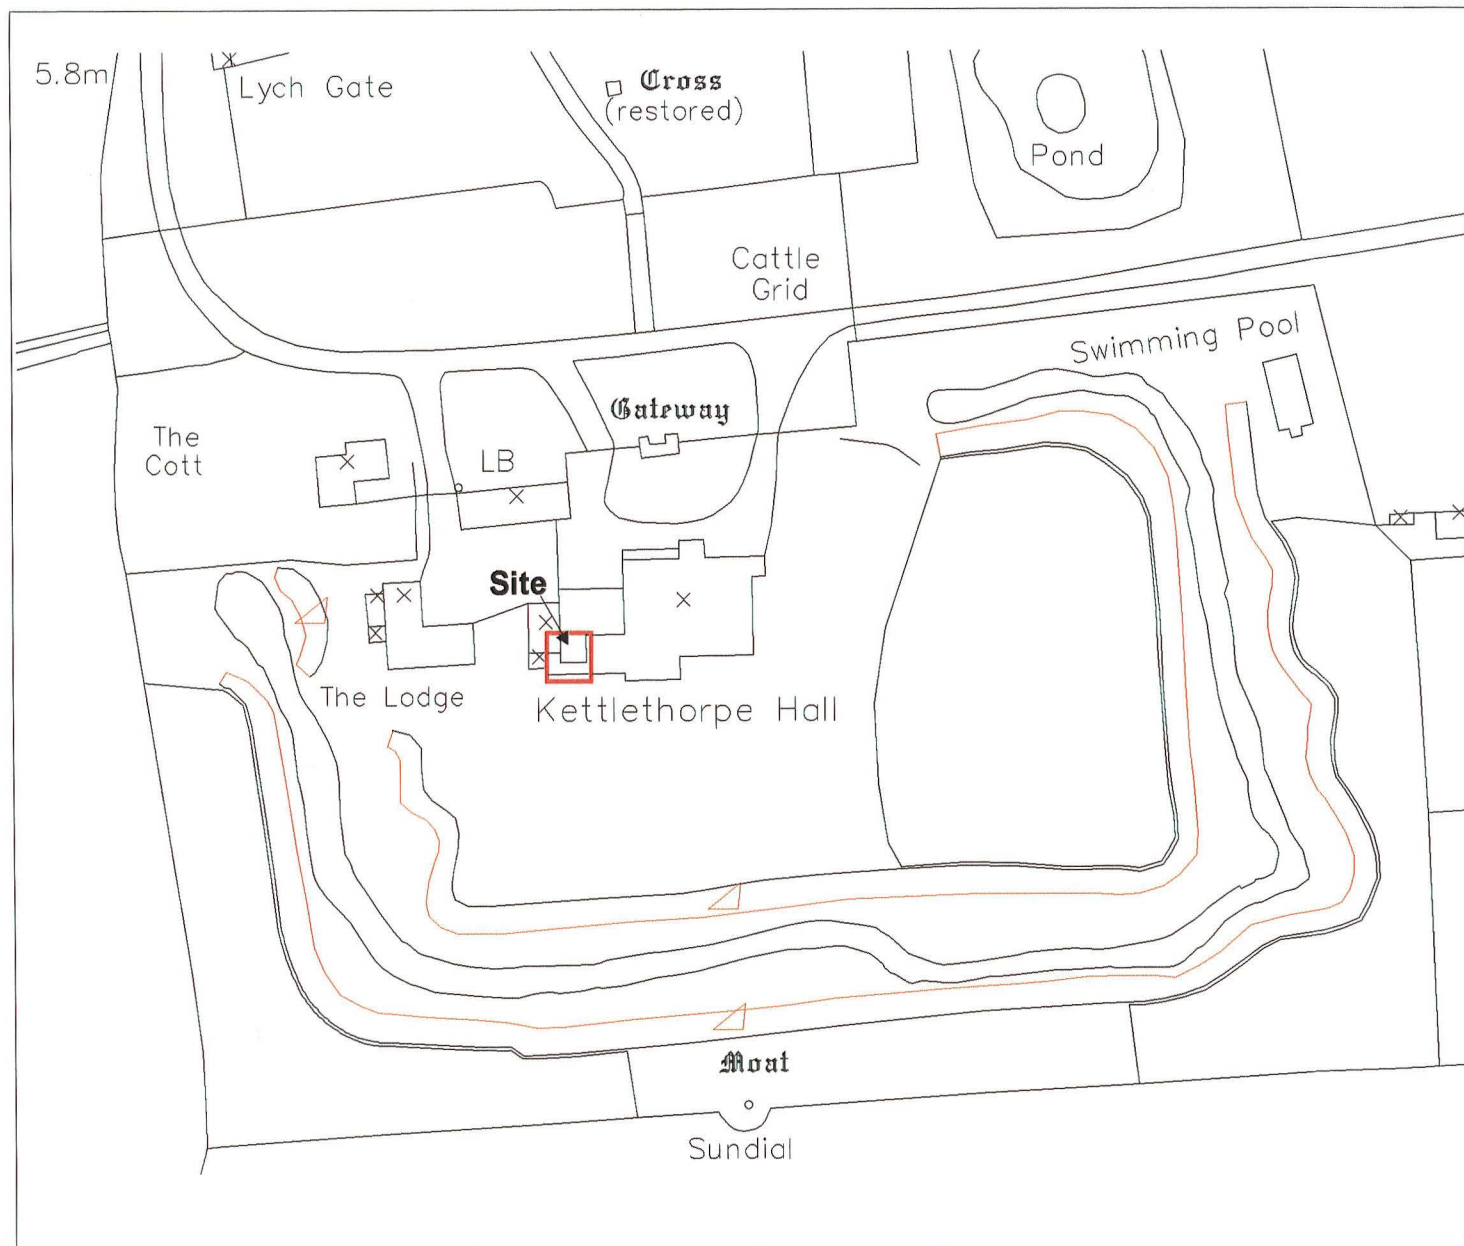 5.8m
Lych Gate
Cross
(restored)
Pond
Cattle
Grid
Swimming Pool
Gateway
The
Cott
LB
Site
The Lodge
Kettlethorpe Hall
Moat
Sundial